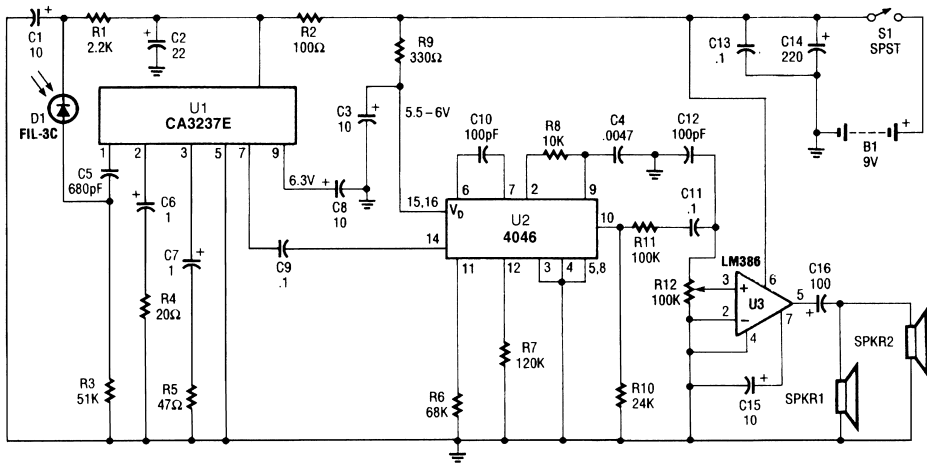 C1
10
R1
2.2K
C2
22
R2
100Ω
R9
330Ω
C13
.1
C14
220
S1
SPST
D1
FIL-3C
U1
CA3237E
C3
10
5.5–6V
C10
100pF
R8
10K
C4
.0047
C12
100pF
B1
9V
1 2 3 5 7 9
C5
680pF
6.3V
C8
10
6 7 2 9
C6
1
15,16
V_D
U2
4046
10
R11
100K
C11
.1
14
C7
1
C9
.1
11 12 3 4 5,8
LM386
R12
100K
3
+
6
U3
2
–
5
7
4
C16
100
R4
20Ω
SPKR2
R3
51K
R5
47Ω
R6
68K
R7
120K
R10
24K
C15
10
SPKR1